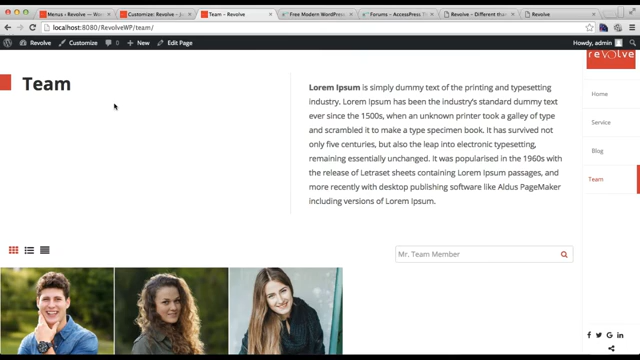 Menus ‹ Revolve — Wor
Customize: Revolve – J
Team – Revolve
Free Modern WordPress
Forums – AccessPress T
Revolve – Different tha
Revolve
localhost:8080/RevolveWP/team/
Revolve
Customize
0
New
Edit Page
Howdy, admin
revolve
Team
Lorem Ipsum is simply dummy text of the printing and typesetting
industry. Lorem Ipsum has been the industry's standard dummy text
ever since the 1500s, when an unknown printer took a galley of type
and scrambled it to make a type specimen book. It has survived not
only five centuries, but also the leap into electronic typesetting,
remaining essentially unchanged. It was popularised in the 1960s with
the release of Letraset sheets containing Lorem Ipsum passages, and
more recently with desktop publishing software like Aldus PageMaker
including versions of Lorem Ipsum.
Home
Service
Blog
Team
Mr. Team Member